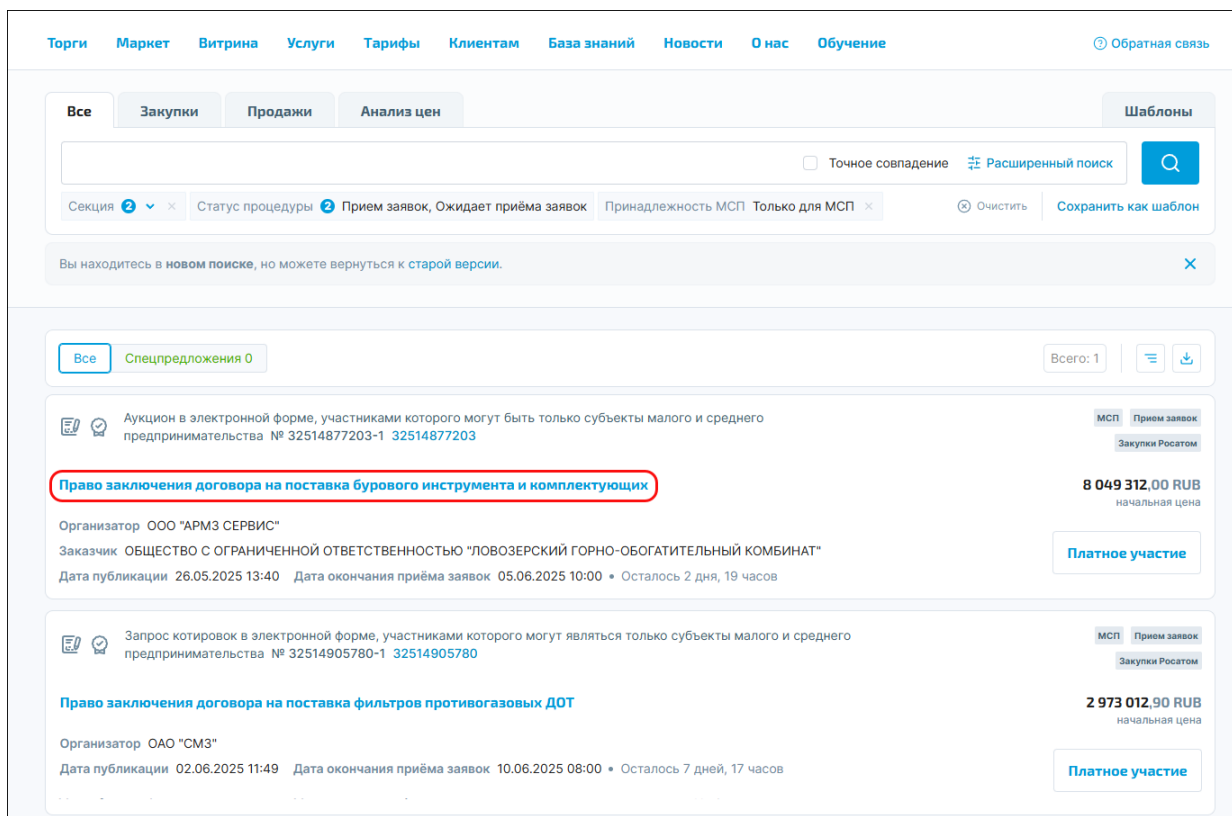 Торги Маркет Витрина Услуги Тарифы Клиентам База знаний Новости О нас Обучение Обратная связь
Все Закупки Продажи Анализ цен Шаблоны
Точное совпадение Расширенный поиск
Секция 2 Статус процедуры 2 Прием заявок, Ожидает приёма заявок Принадлежность МСП Только для МСП Очистить Сохранить как шаблон
Вы находитесь в новом поиске, но можете вернуться к старой версии.
Все Спецпредложения 0 Всего: 1
Аукцион в электронной форме, участниками которого могут быть только субъекты малого и среднего
предпринимательства № 32514877203-1 32514877203
МСП Прием заявок
Закупки Росатом
Право заключения договора на поставка бурового инструмента и комплектующих
8 049 312,00 RUB
начальная цена
Организатор ООО "АРМЗ СЕРВИС"
Заказчик ОБЩЕСТВО С ОГРАНИЧЕННОЙ ОТВЕТСТВЕННОСТЬЮ "ЛОВОЗЕРСКИЙ ГОРНО-ОБОГАТИТЕЛЬНЫЙ КОМБИНАТ"
Платное участие
Дата публикации 26.05.2025 13:40 Дата окончания приёма заявок 05.06.2025 10:00 • Осталось 2 дня, 19 часов
Запрос котировок в электронной форме, участниками которого могут являться только субъекты малого и среднего
предпринимательства № 32514905780-1 32514905780
МСП Прием заявок
Закупки Росатом
Право заключения договора на поставка фильтров противогазовых ДОТ
2 973 012,90 RUB
начальная цена
Организатор ОАО "СМЗ"
Дата публикации 02.06.2025 11:49 Дата окончания приёма заявок 10.06.2025 08:00 • Осталось 7 дней, 17 часов
Платное участие